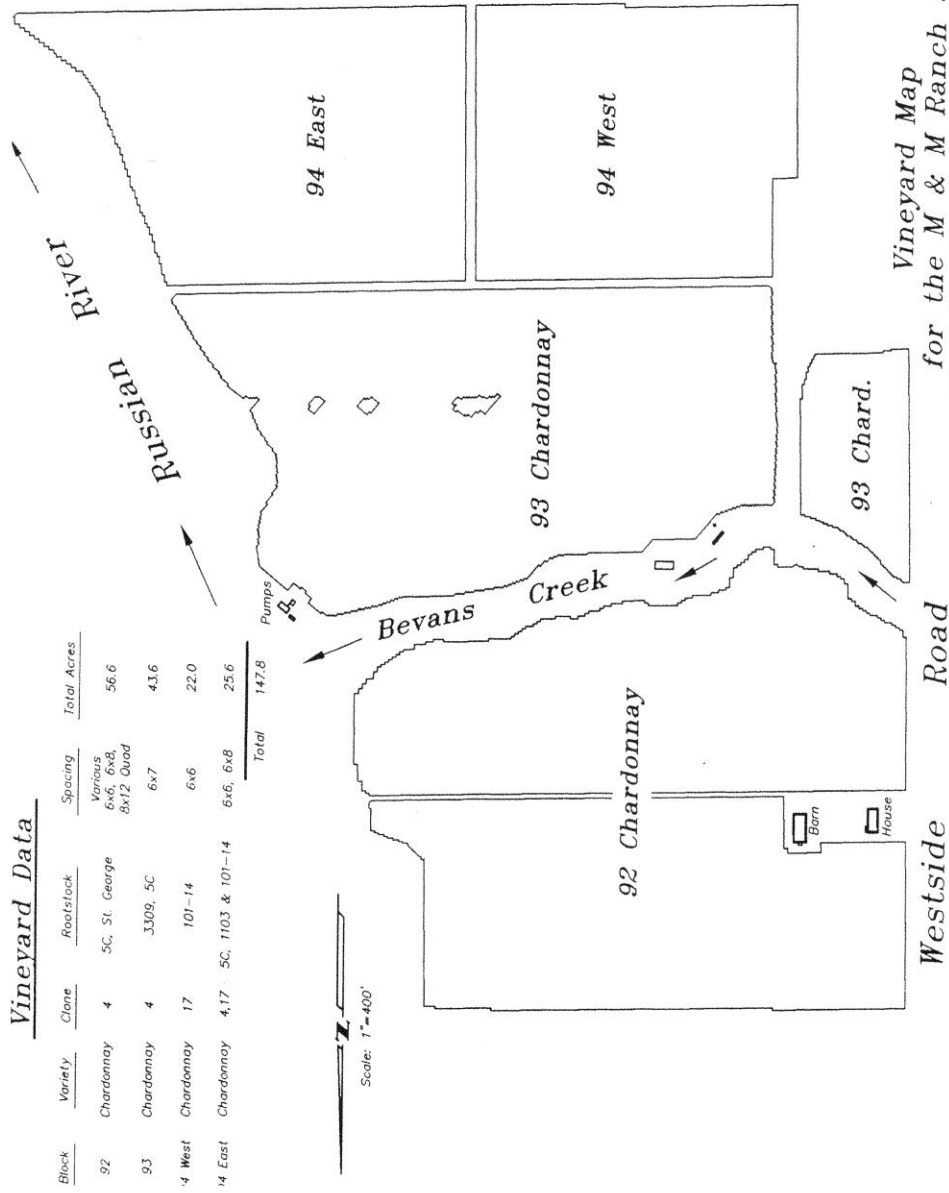 Vineyard Data
Block Variety Clone Rootstock Spacing Total Acres
92 Chardonnay 4 5C, St. George Various 6x6, 6x8, 8x12 Quad 56.6
93 Chardonnay 4 3309, 5C 6x7 43.6
4 West Chardonnay 17 101-14 6x6 22.0
4 East Chardonnay 4,17 5C, 1103 & 101-14 6x6, 6x8 25.6
Total 147.8
Scale: 1"=400'
Russian River
Pumps
Bevans Creek
94 East
94 West
93 Chardonnay
93 Chard.
92 Chardonnay
Barn
House
Westside Road
Vineyard Map
for the M & M Ranch